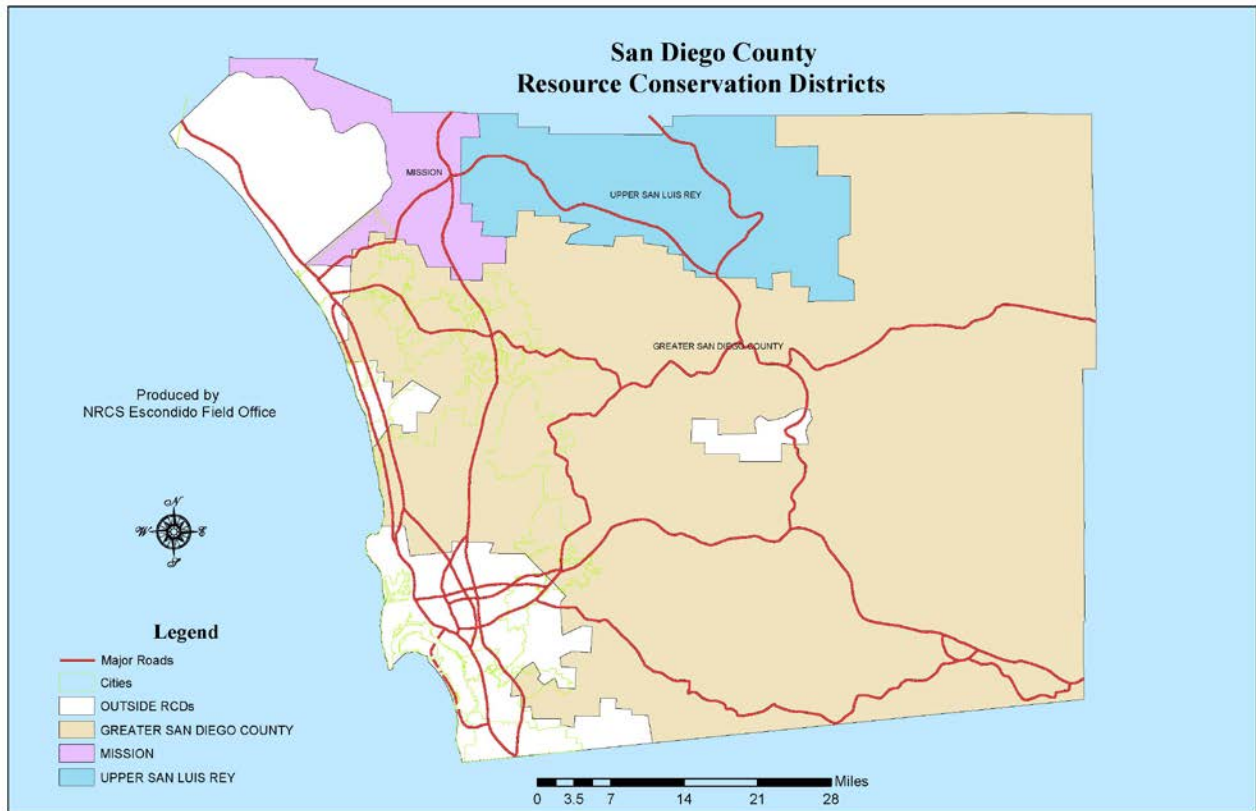 San Diego County
Resource Conservation Districts
MISSION
UPPER SAN LUIS REY
GREATER SAN DIEGO COUNTY
Produced by
NRCS Escondido Field Office
N
W E
S
Legend
Major Roads
Cities
OUTSIDE RCDs
GREATER SAN DIEGO COUNTY
MISSION
UPPER SAN LUIS REY
Miles
0 3.5 7 14 21 28